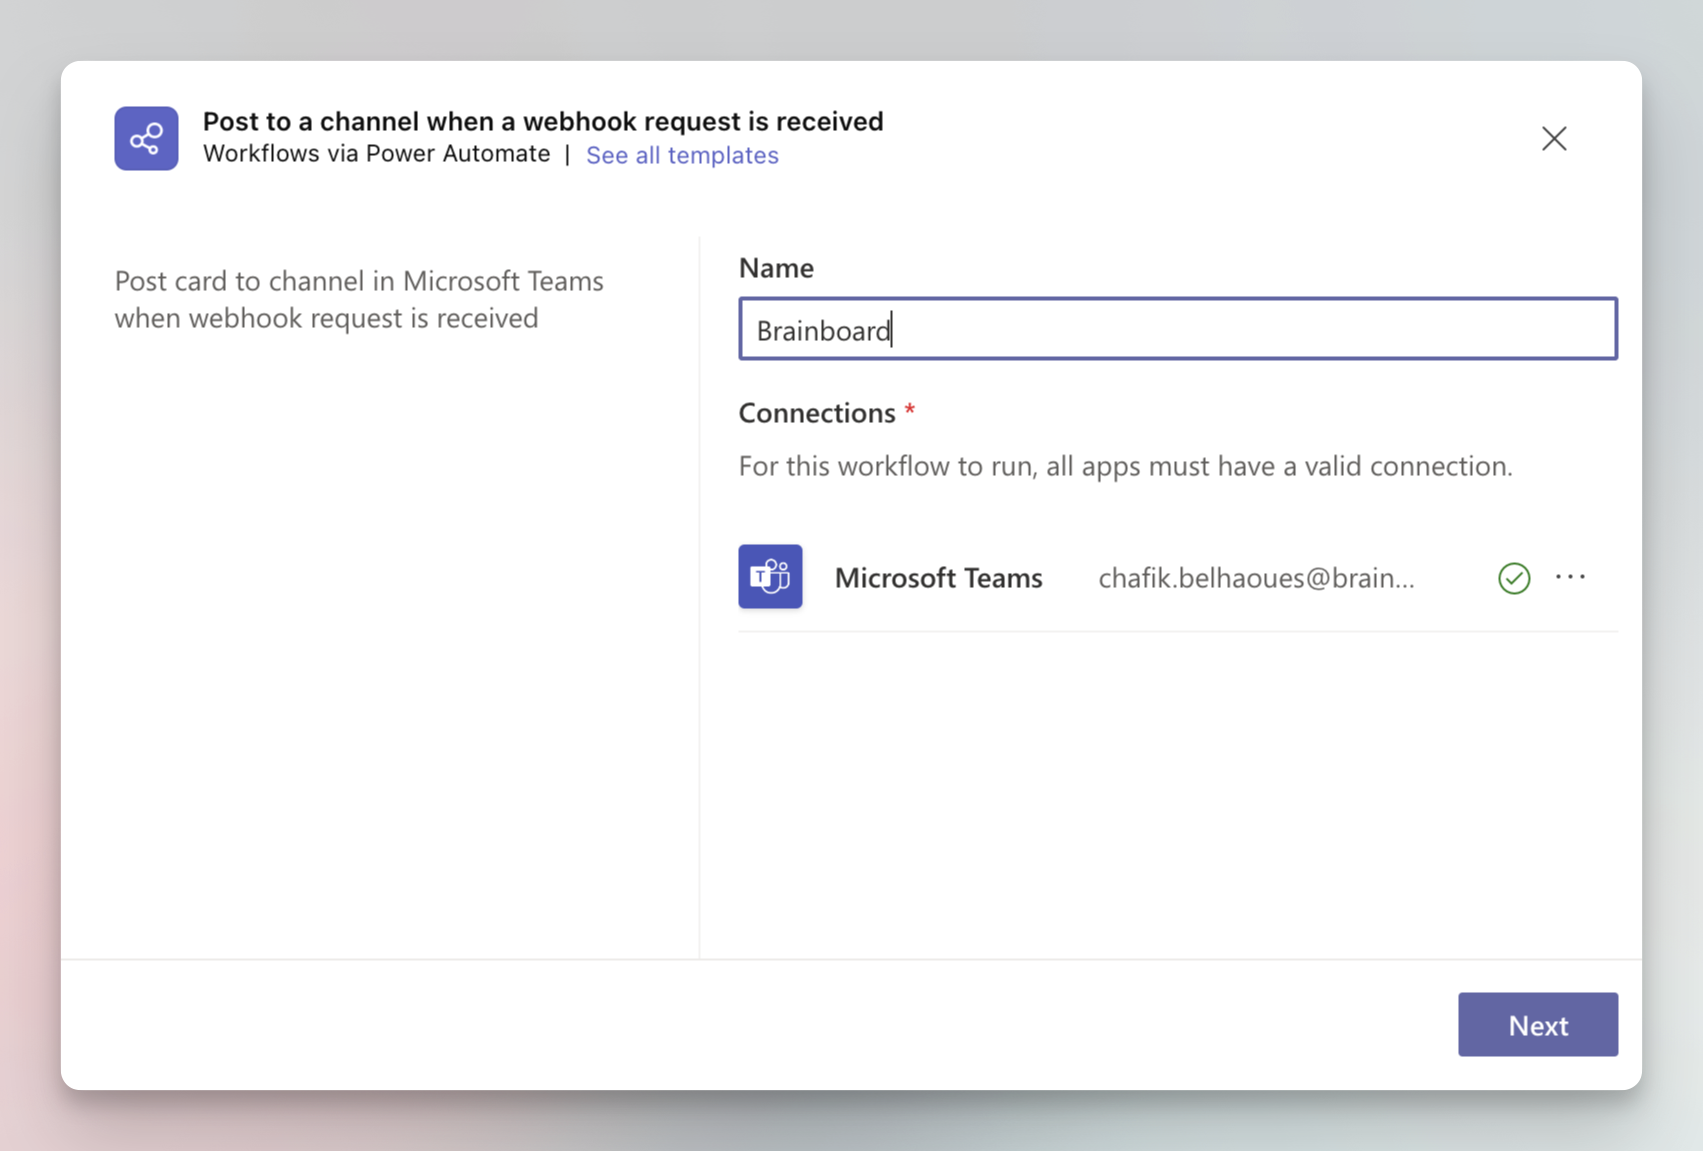 Post to a channel when a webhook request is received
Workflows via Power Automate | See all templates
Post card to channel in Microsoft Teams
when webhook request is received
Name
Brainboard
Connections *
For this workflow to run, all apps must have a valid connection.
T Microsoft Teams chafik.belhaoues@brain... ...
Next